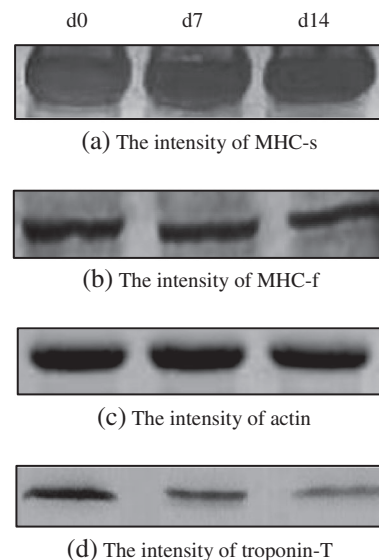 d0 d7 d14
(a) The intensity of MHC-s
(b) The intensity of MHC-f
(c) The intensity of actin
(d) The intensity of troponin-T